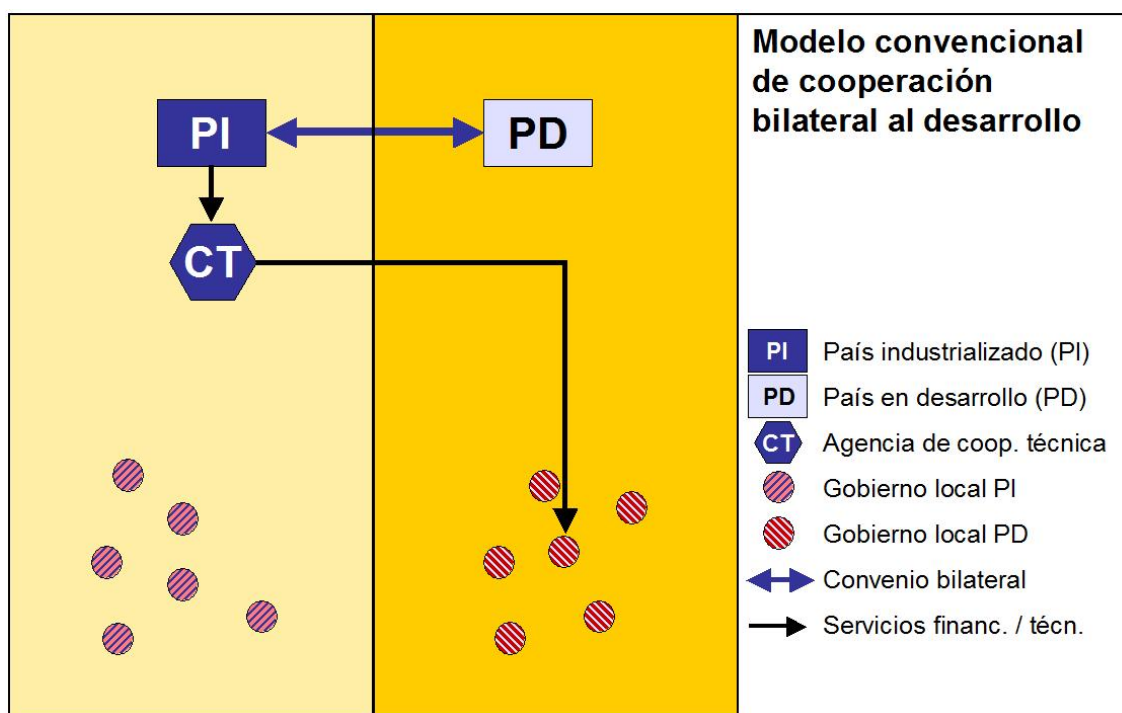 Modelo convencional
de cooperación
bilateral al desarrollo
PI
PD
CT
PI País industrializado (PI)
PD País en desarrollo (PD)
CT Agencia de coop. técnica
Gobierno local PI
Gobierno local PD
Convenio bilateral
Servicios financ. / técn.